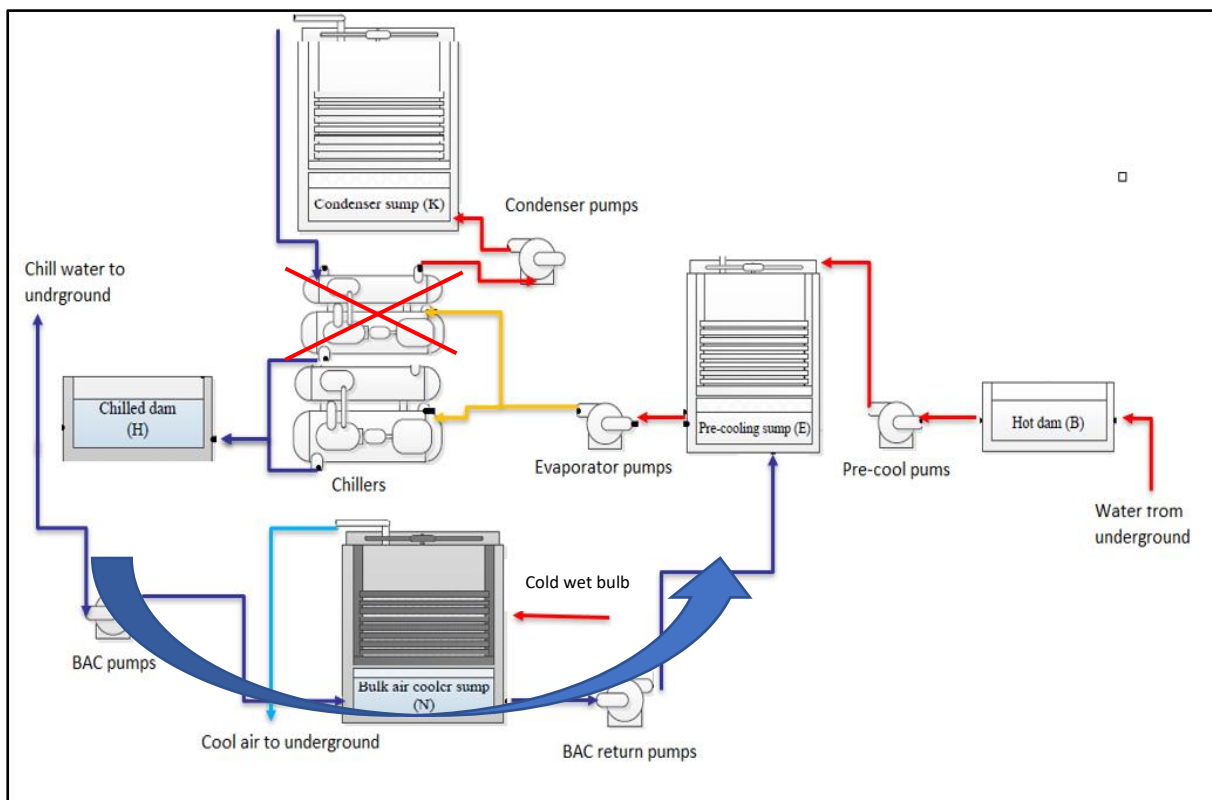 Condenser sump (K)
Condenser pumps
Chill water to
undrground
Chilled dam
(H)
Chillers
Evaporator pumps
Pre-cooling sump (E)
Pre-cool pums
Hot dam (B)
Water from
underground
Cold wet bulb
BAC pumps
Bulk air cooler sump
(N)
Cool air to underground
BAC return pumps